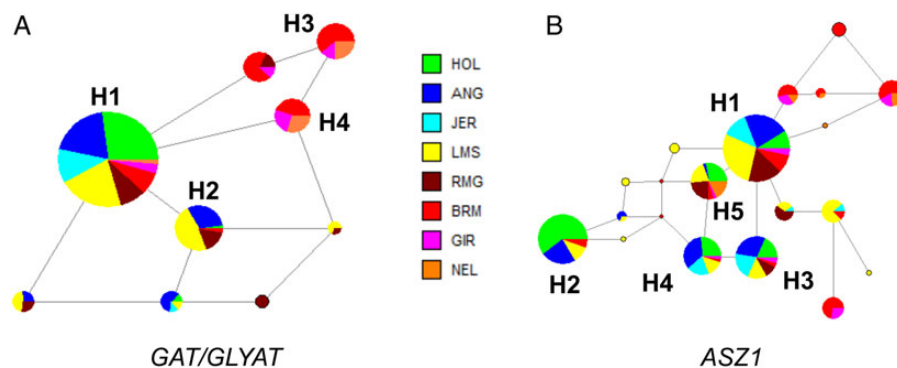 A
H3
H1
H4
H2
GAT/GLYAT
HOL
ANG
JER
LMS
RMG
BRM
GIR
NEL
B
H1
H5
H2
H4
H3
ASZ1